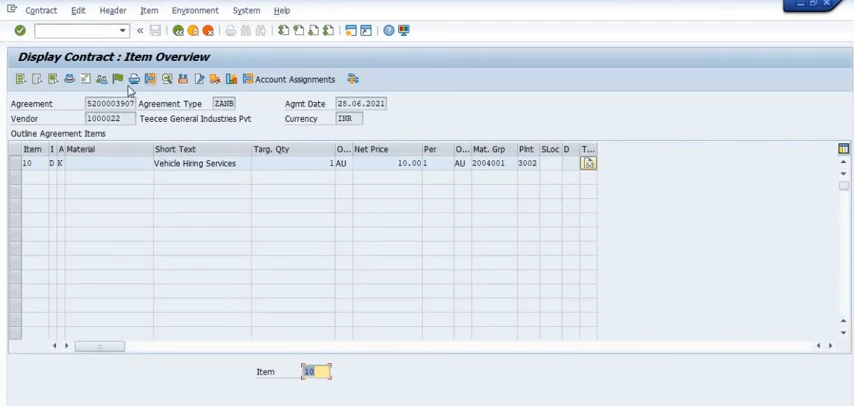 Contract Edit Header Item Environment System Help
Display Contract : Item Overview
Account Assignments
Agreement 5200003907 Agreement Type ZANB Agmt Date 28.06.2021
Vendor 1000022 Teecee General Industries Pvt Currency INR
Outline Agreement Items
Item I A Material Short Text Targ. Qty O... Net Price Per O... Mat. Grp Plnt SLoc D T...
10 D K Vehicle Hiring Services 1 AU 10.00 1 AU 2004001 3002
Item 10